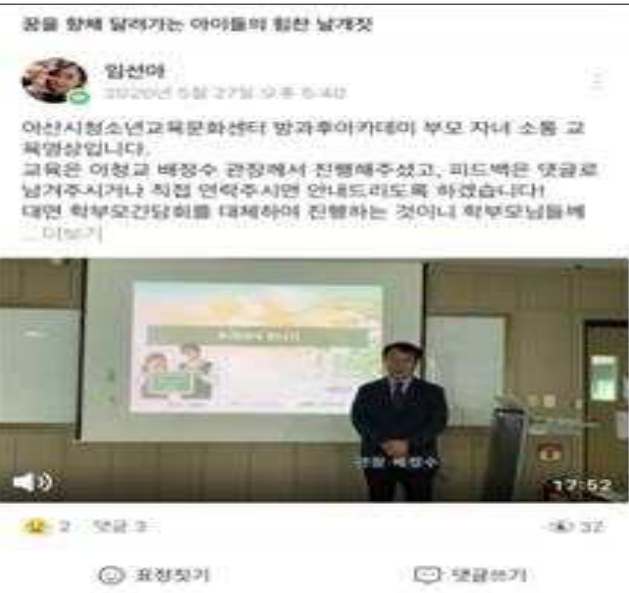 꿈을 향해 달려가는 아이들의 힘찬 날개짓
임선아
2020년 5월 27일 오후 5:40
아산시청소년교육문화센터 방과후아카데미 부모 자녀 소통 교
육영상입니다.
교육은 아청교 배정수 관장께서 진행해주셨고, 피드백은 댓글로
남겨주시거나 직접 연락주시면 안내드리도록 하겠습니다!
대면 학부모간담회를 대체하여 진행하는 것이니 학부모님들께
...더보기
관장 배정수
17:52
2 댓글 3
37
표정짓기
댓글쓰기